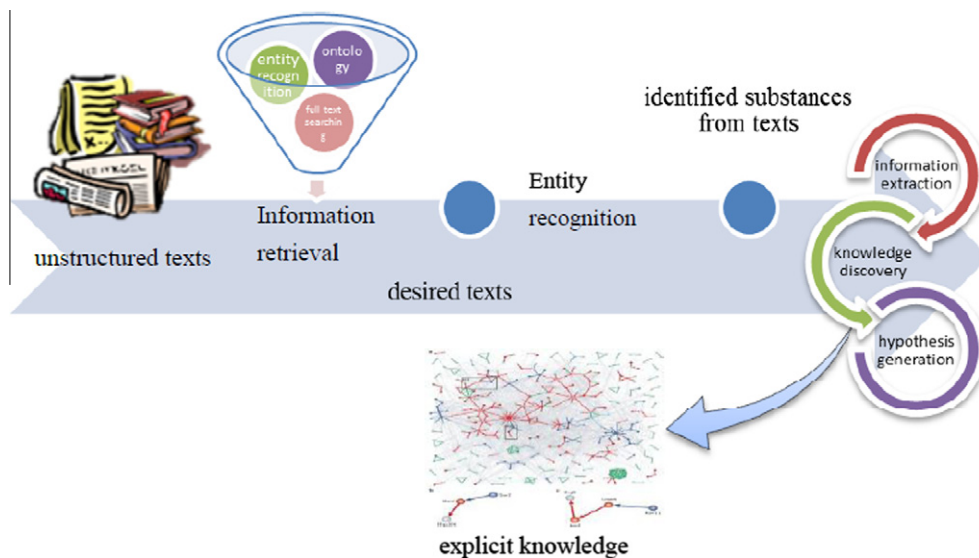 entity
recogn
ition
ontolo
gy
full text
searchin
g
identified substances
from texts
information
extraction
Entity
recognition
Information
retrieval
unstructured texts
knowledge
discovery
desired texts
hypothesis
generation
explicit knowledge